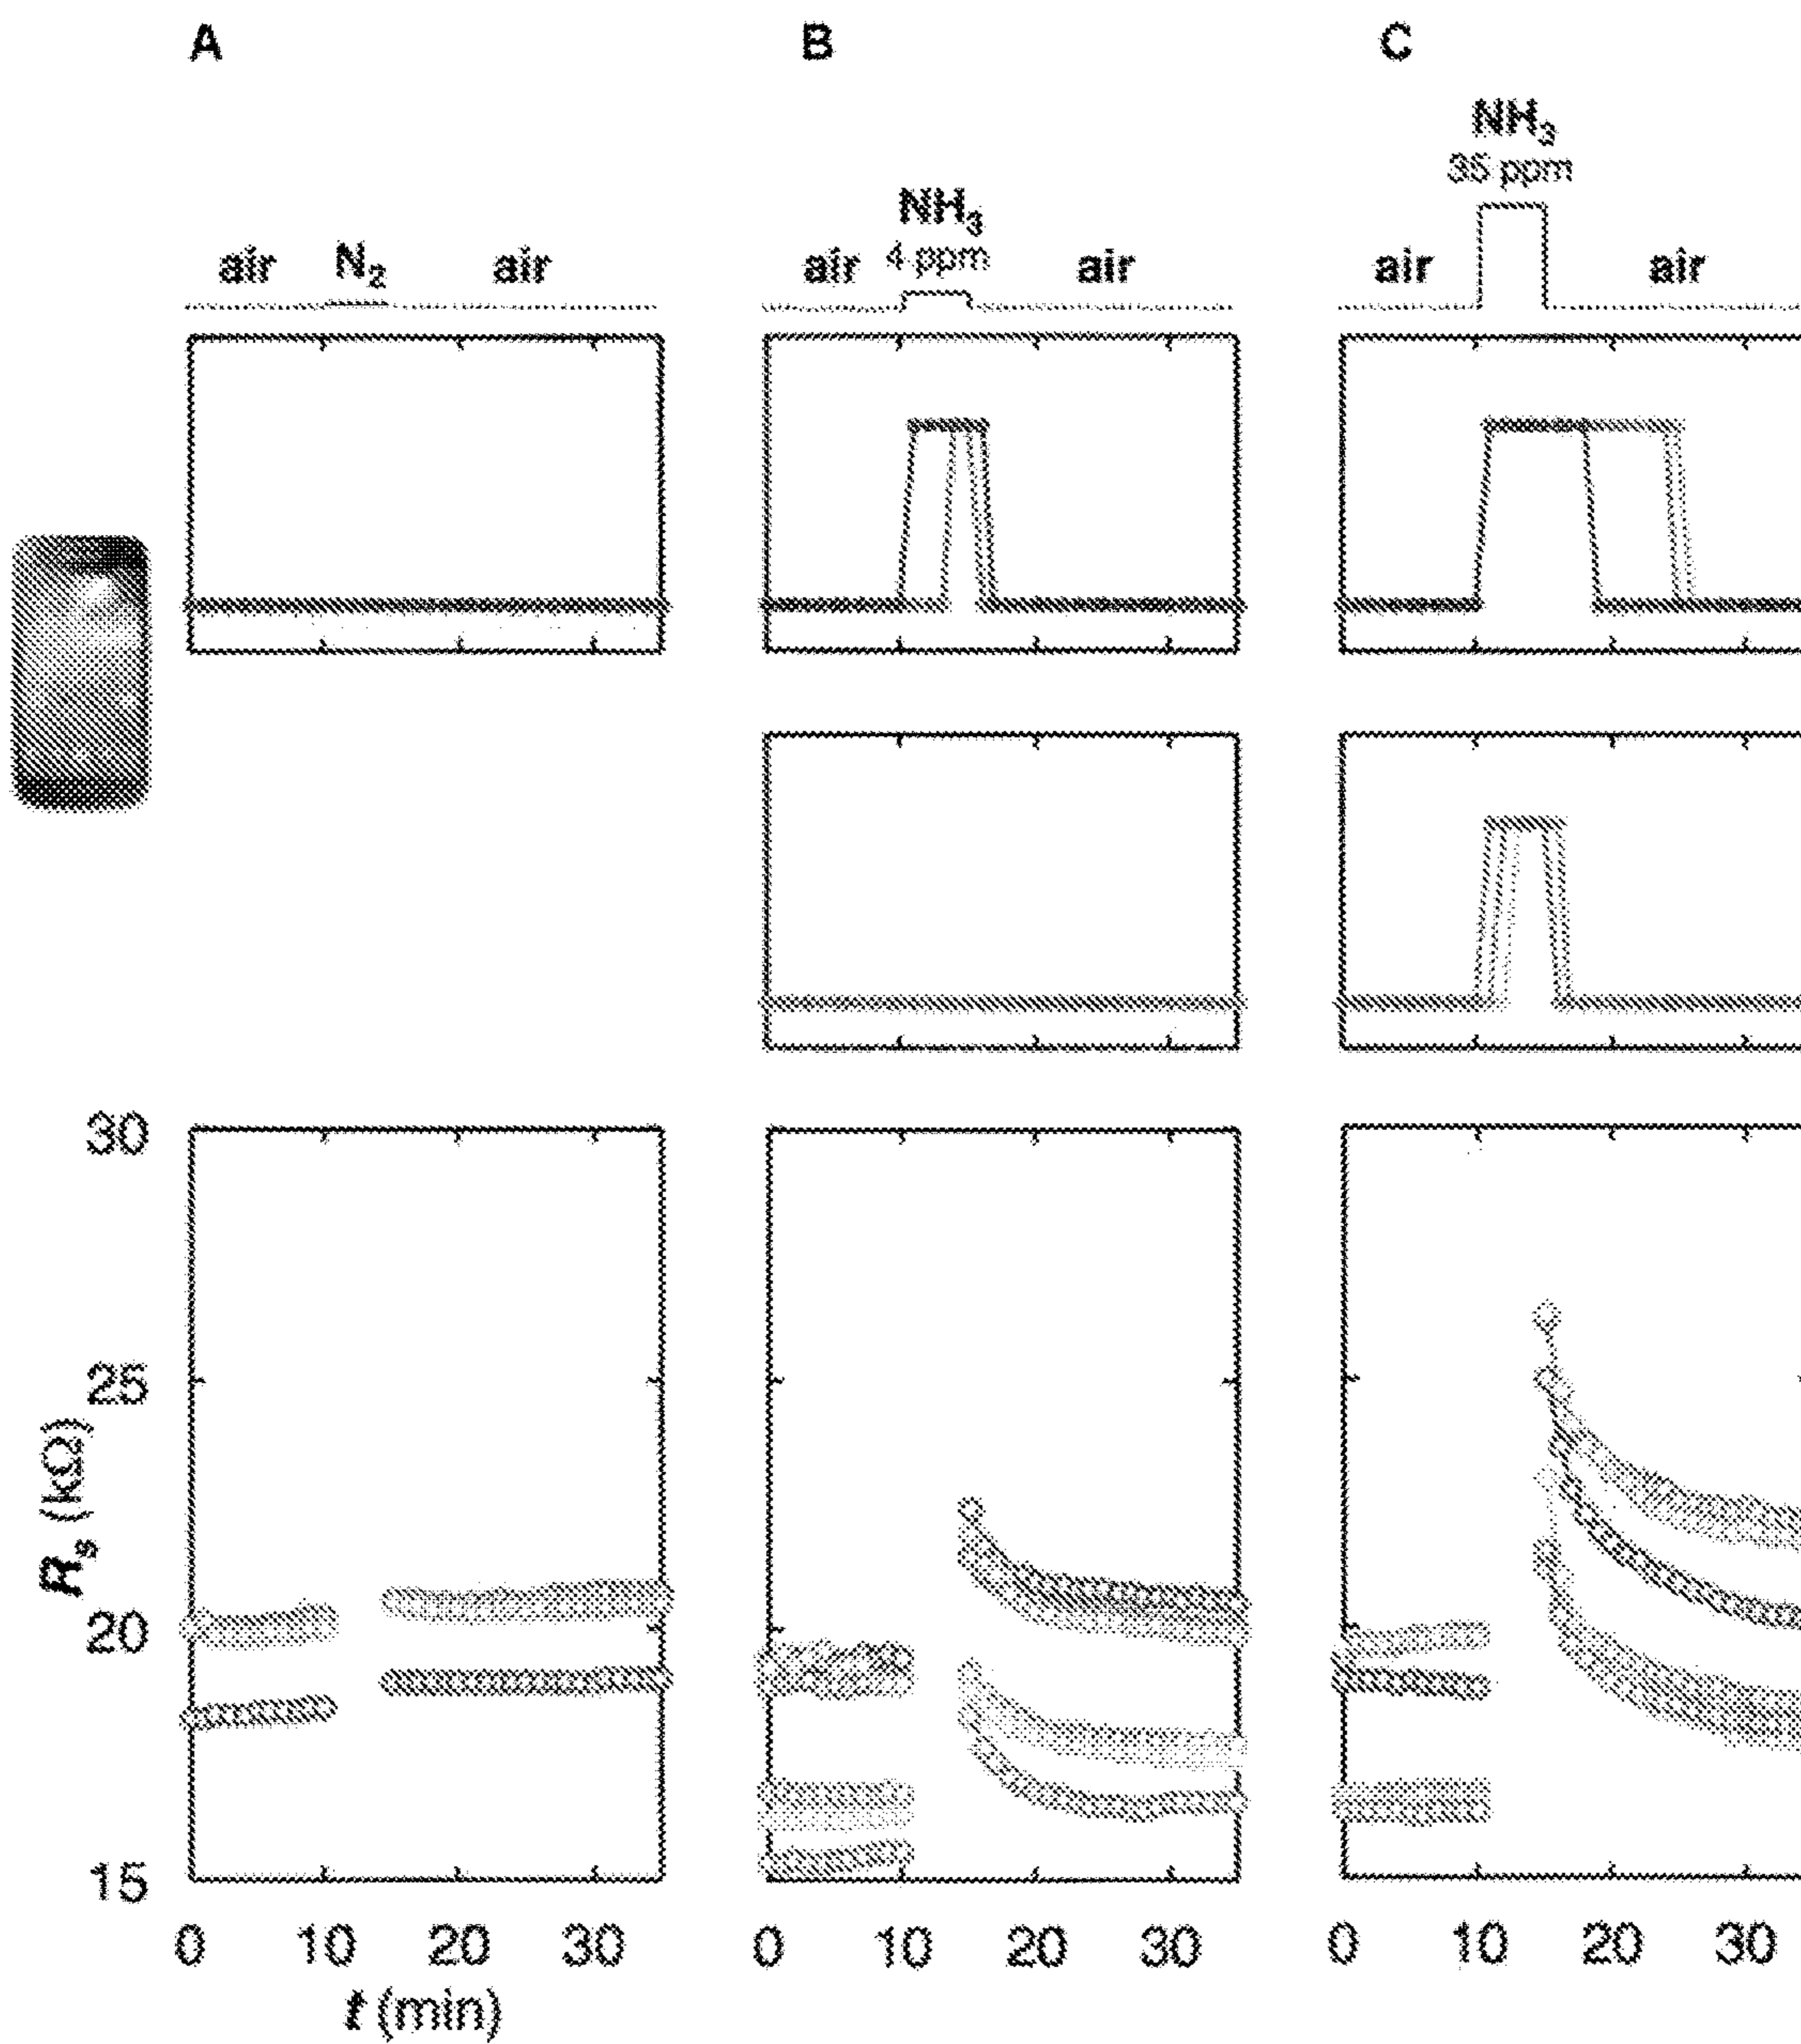 A B C
NH3
35 ppm
NH3
4 ppm
air N2 air air air air air
30
25
20
15
Rs (kΩ)
0 10 20 30 0 10 20 30 0 10 20 30
t (min)